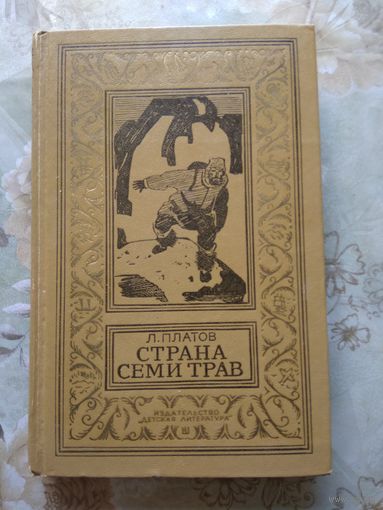 Л. ПЛАТОВ
СТРАНА
СЕМИ ТРАВ
ИЗДАТЕЛЬСТВО
"ДЕТСКАЯ ЛИТЕРАТУРА"